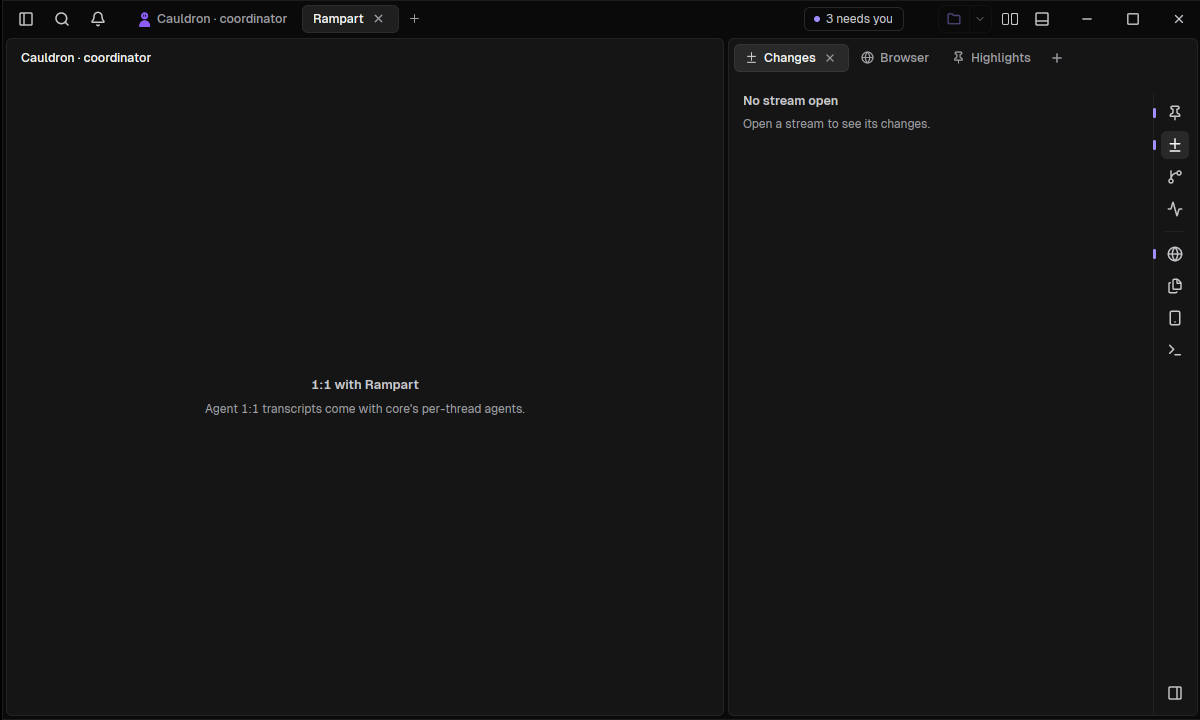 Cauldron · coordinator
Rampart
3 needs you
Cauldron · coordinator
Changes
Browser
Highlights
No stream open
Open a stream to see its changes.
1:1 with Rampart
Agent 1:1 transcripts come with core's per-thread agents.